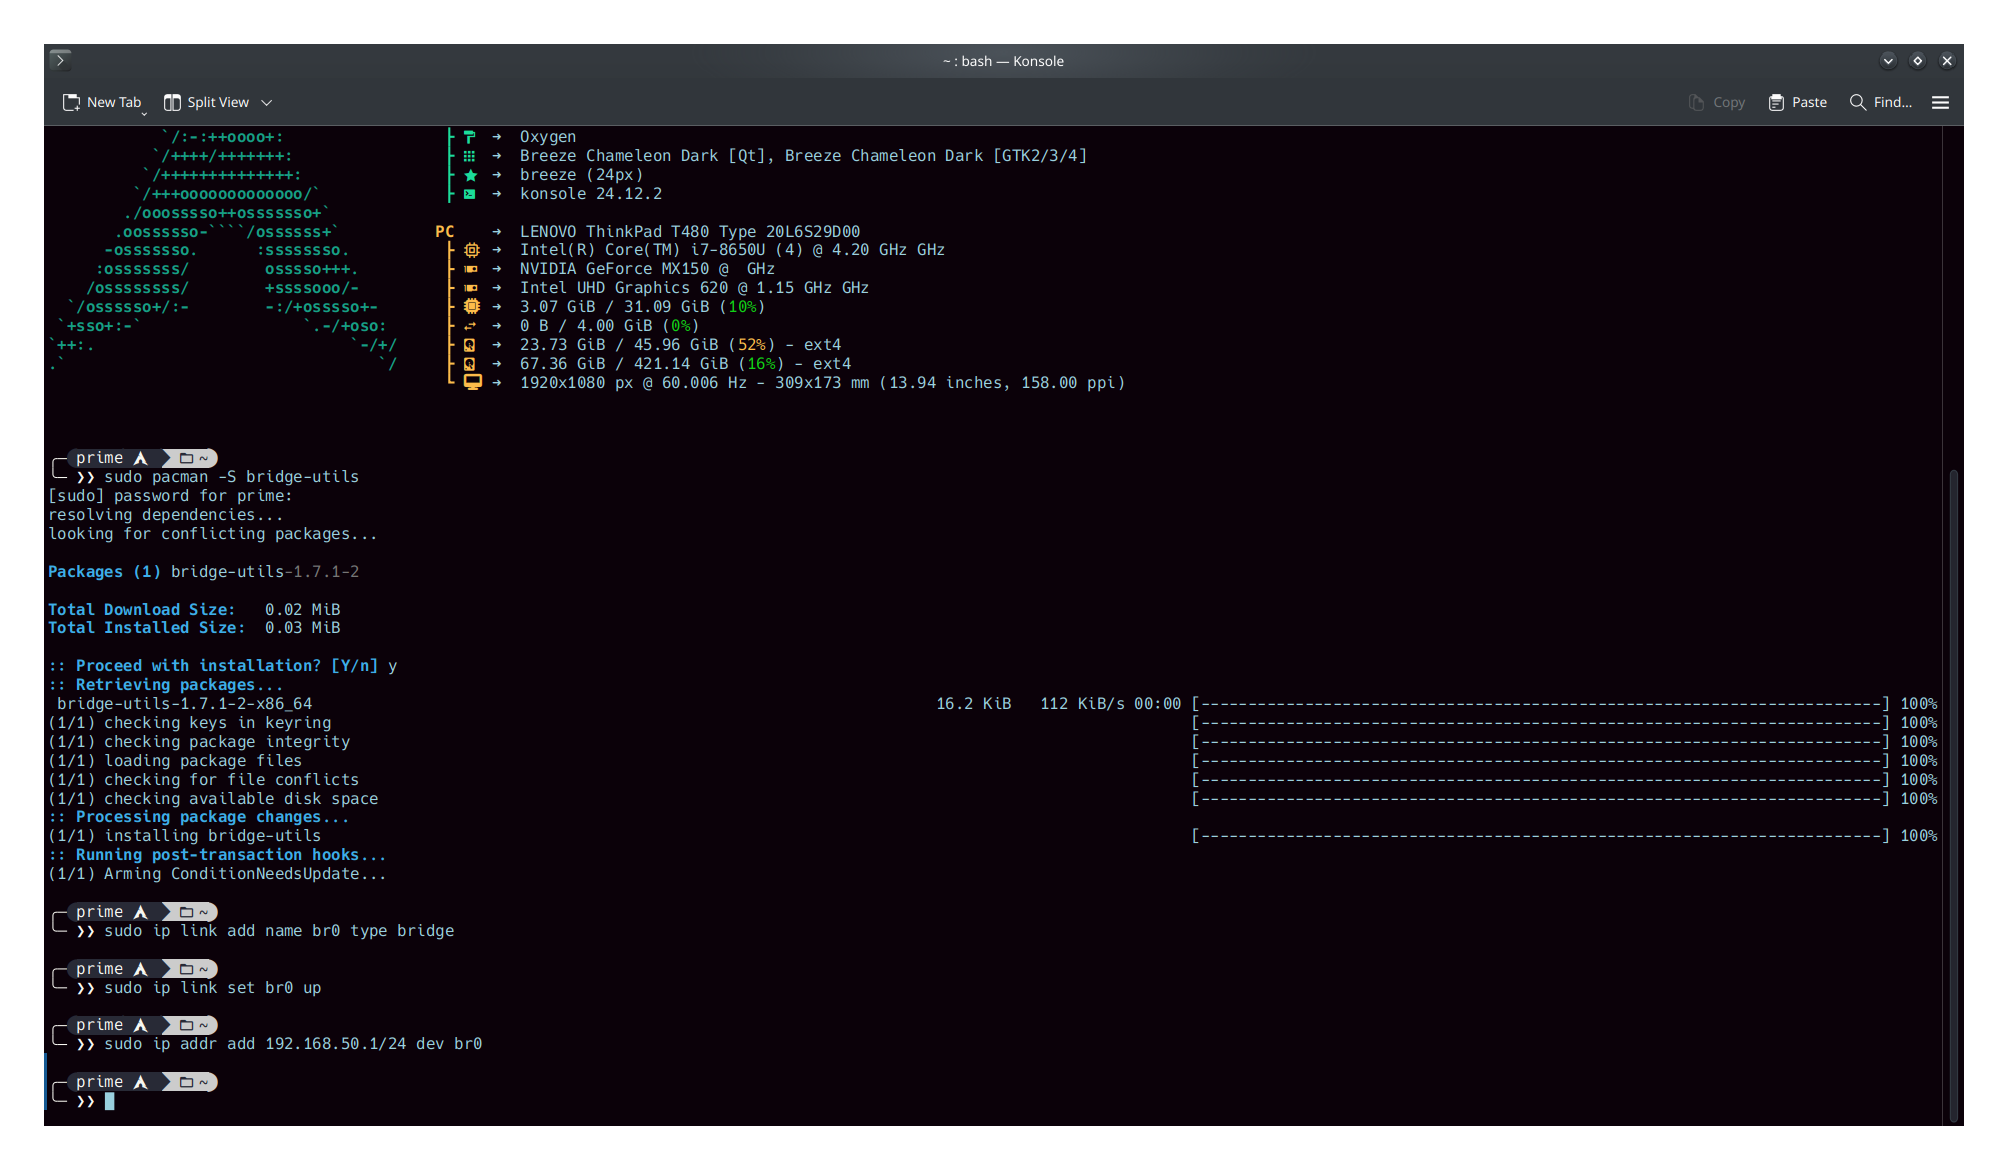 ~ : bash — Konsole
New Tab Split View Copy Paste Find...
`/:-:++oooo+: → Oxygen
`/++++/+++++++: → Breeze Chameleon Dark [Qt], Breeze Chameleon Dark [GTK2/3/4]
`/++++++++++++++: → breeze (24px)
`/+++ooooooooooooo/` → konsole 24.12.2
./ooosssso++osssssso+`
.oossssso-````/ossssss+` PC → LENOVO ThinkPad T480 Type 20L6S29D00
-osssssso. :ssssssso. → Intel(R) Core(TM) i7-8650U (4) @ 4.20 GHz GHz
:osssssss/ osssso+++. → NVIDIA GeForce MX150 @  GHz
/ossssssss/ +ssssooo/- → Intel UHD Graphics 620 @ 1.15 GHz GHz
`/ossssso+/:- -:/+osssso+- → 3.07 GiB / 31.09 GiB (10%)
`+sso+:-` `.-/+oso: → 0 B / 4.00 GiB (0%)
`++:. `-/+/ → 23.73 GiB / 45.96 GiB (52%) - ext4
.` `/ → 67.36 GiB / 421.14 GiB (16%) - ext4
→ 1920x1080 px @ 60.006 Hz - 309x173 mm (13.94 inches, 158.00 ppi)
prime ~
❯❯ sudo pacman -S bridge-utils
[sudo] password for prime:
resolving dependencies...
looking for conflicting packages...
Packages (1) bridge-utils-1.7.1-2
Total Download Size: 0.02 MiB
Total Installed Size: 0.03 MiB
:: Proceed with installation? [Y/n] y
:: Retrieving packages...
bridge-utils-1.7.1-2-x86_64 16.2 KiB 112 KiB/s 00:00 [-------------------------------------------------------------------------] 100%
(1/1) checking keys in keyring [-------------------------------------------------------------------------] 100%
(1/1) checking package integrity [-------------------------------------------------------------------------] 100%
(1/1) loading package files [-------------------------------------------------------------------------] 100%
(1/1) checking for file conflicts [-------------------------------------------------------------------------] 100%
(1/1) checking available disk space [-------------------------------------------------------------------------] 100%
:: Processing package changes...
(1/1) installing bridge-utils [-------------------------------------------------------------------------] 100%
:: Running post-transaction hooks...
(1/1) Arming ConditionNeedsUpdate...
prime ~
❯❯ sudo ip link add name br0 type bridge
prime ~
❯❯ sudo ip link set br0 up
prime ~
❯❯ sudo ip addr add 192.168.50.1/24 dev br0
prime ~
❯❯